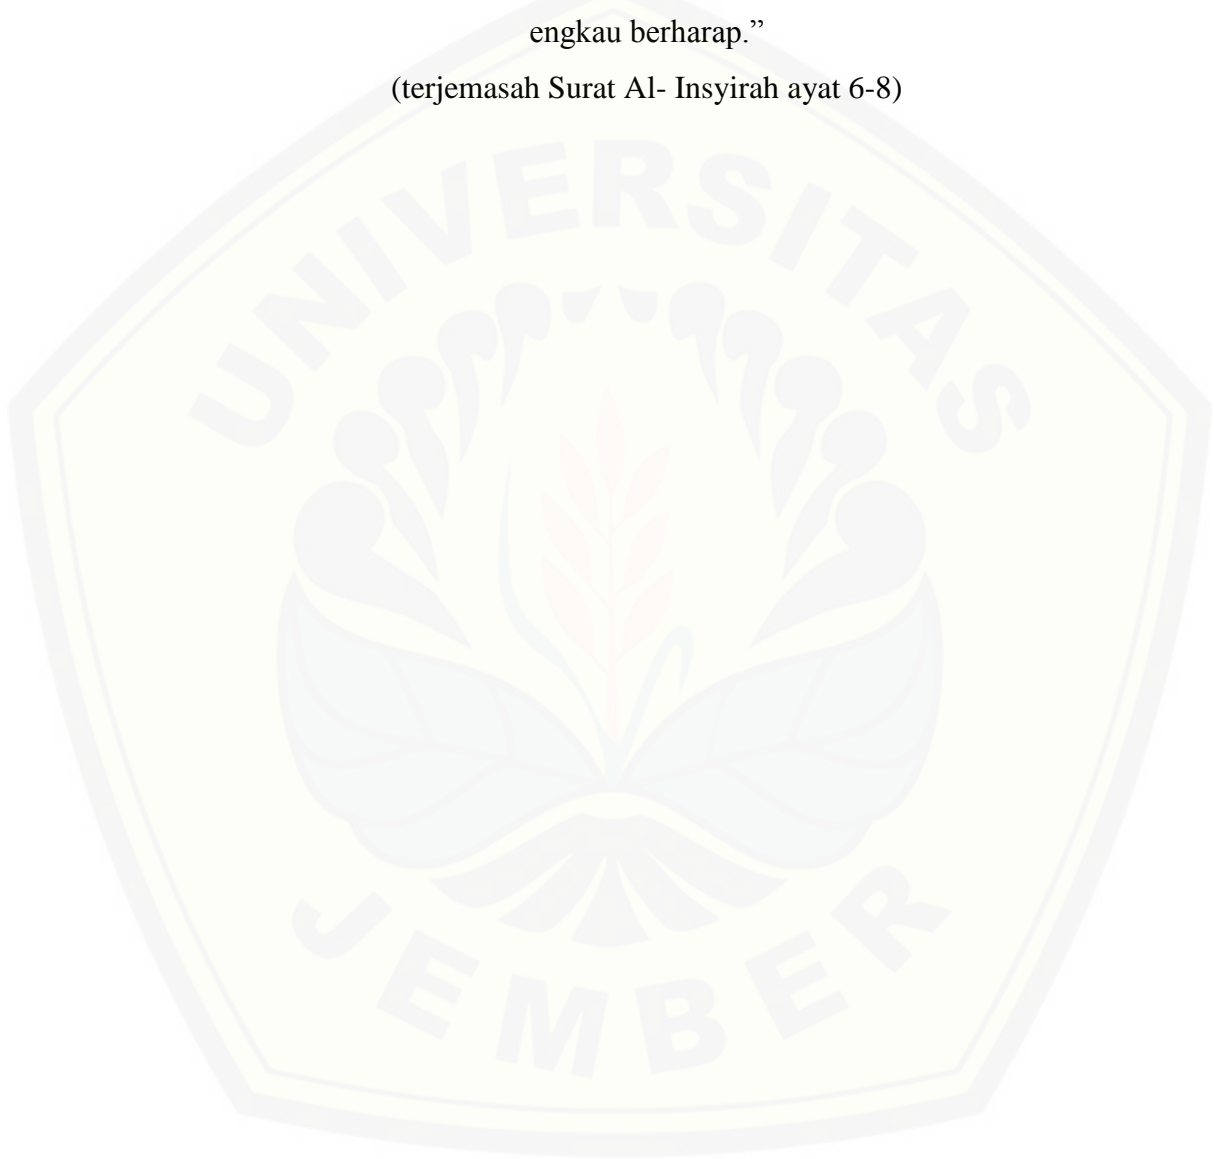 engkau berharap.”
(terjemasah Surat Al- Insyirah ayat 6-8)
UNIVERSITAS
JEMBER